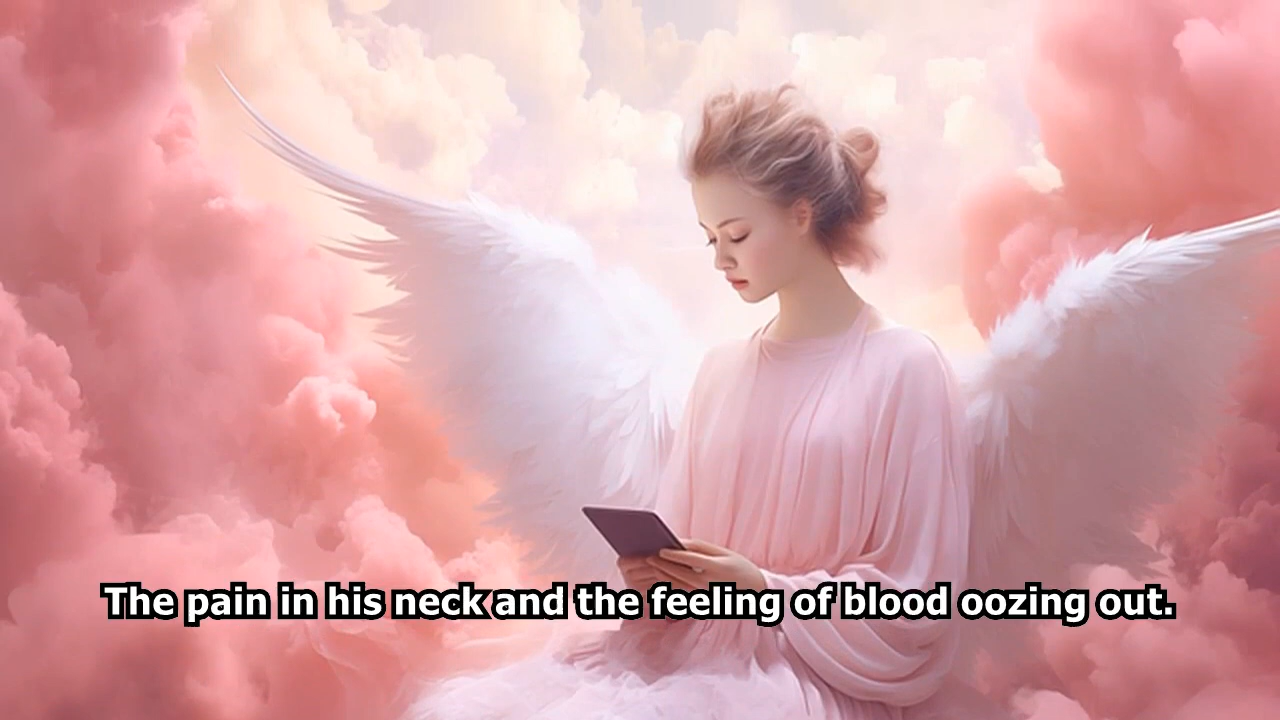 The pain in his neck and the feeling of blood oozing out.